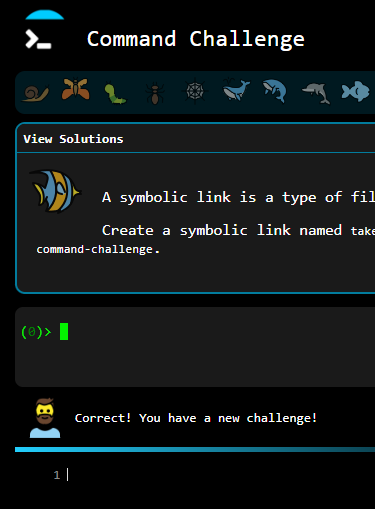 Command Challenge
View Solutions
A symbolic link is a type of fil
Create a symbolic link named take
command-challenge.
(0)>
Correct! You have a new challenge!
1